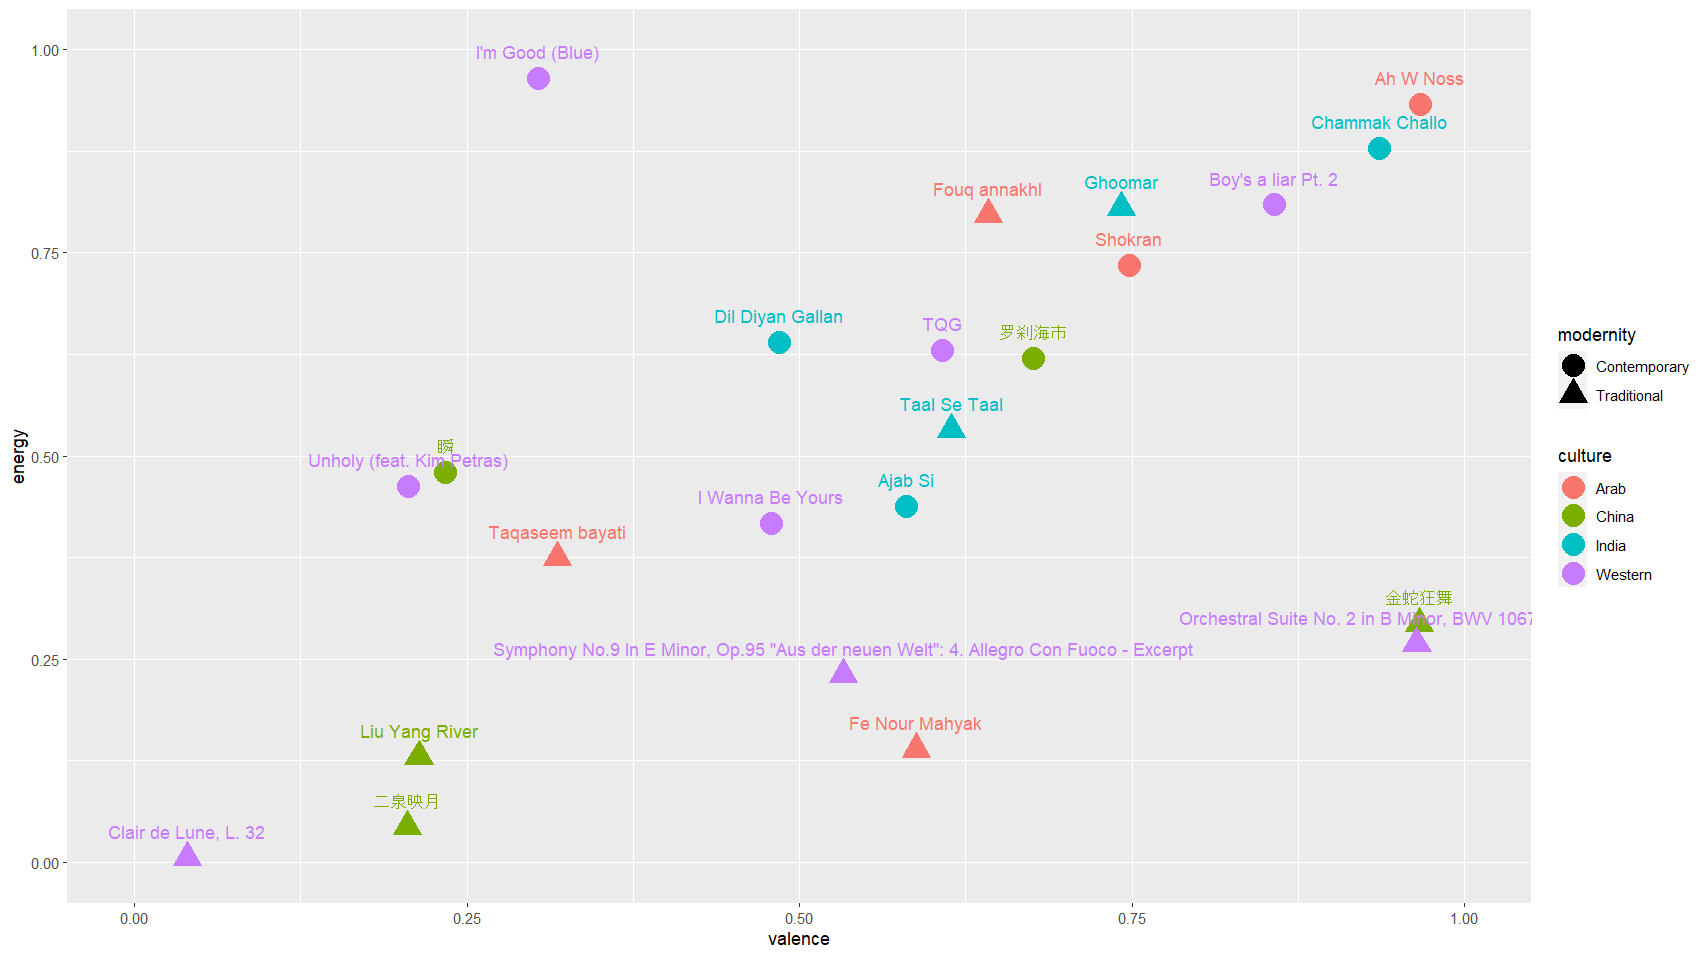 1.00
0.75
0.50
0.25
0.00
energy
I'm Good (Blue)
Ah W Noss
Chammak Challo
Boy's a liar Pt. 2
Ghoomar
Fouq annakhl
Shokran
Dil Diyan Gallan
TQG
罗刹海市
Taal Se Taal
瞬
Unholy (feat. Kim Petras)
Ajab Si
I Wanna Be Yours
Taqaseem bayati
金蛇狂舞
Orchestral Suite No. 2 in B Minor, BWV 1067
Symphony No.9 In E Minor, Op.95 "Aus der neuen Welt": 4. Allegro Con Fuoco - Excerpt
Fe Nour Mahyak
Liu Yang River
二泉映月
Clair de Lune, L. 32
0.00
0.25
0.50
0.75
1.00
valence
modernity
Contemporary
Traditional
culture
Arab
China
India
Western